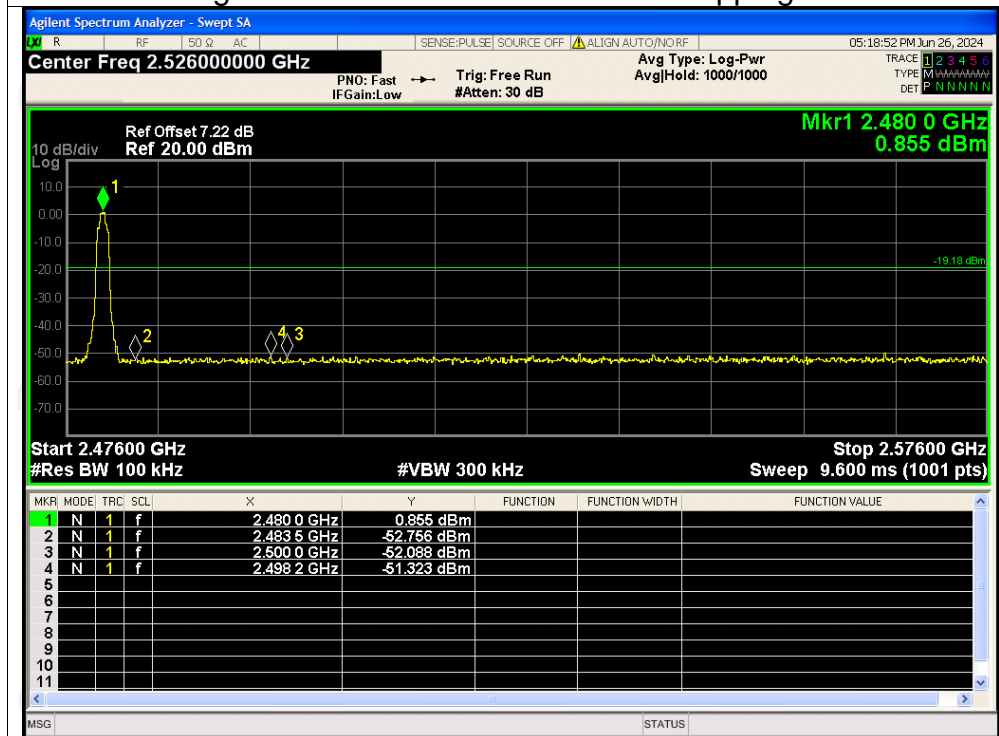 Agilent Spectrum Analyzer - Swept SA
LXI R RF 50 Ω AC SENSE:PULSE SOURCE OFF ALIGN AUTO/NORF 05:18:52 PM Jun 26, 2024
Center Freq 2.526000000 GHz
PNO: Fast
IFGain:Low
Trig: Free Run
#Atten: 30 dB
Avg Type: Log-Pwr
Avg|Hold: 1000/1000
TRACE 1 2 3 4 5 6
TYPE M
DET P N N N N N
Mkr1 2.480 0 GHz
0.855 dBm
Ref Offset 7.22 dB
10 dB/div Ref 20.00 dBm
Log
10.0
0.00
-10.0
-20.0
-30.0
-40.0
-50.0
-60.0
-70.0
1
2
4 3
-19.18 dBm
Start 2.47600 GHz Stop 2.57600 GHz
#Res BW 100 kHz #VBW 300 kHz Sweep 9.600 ms (1001 pts)
MKR MODE TRC SCL X Y FUNCTION FUNCTION WIDTH FUNCTION VALUE
1 N 1 f 2.480 0 GHz 0.855 dBm
2 N 1 f 2.483 5 GHz -52.756 dBm
3 N 1 f 2.500 0 GHz -52.088 dBm
4 N 1 f 2.498 2 GHz -51.323 dBm
5
6
7
8
9
10
11
MSG STATUS